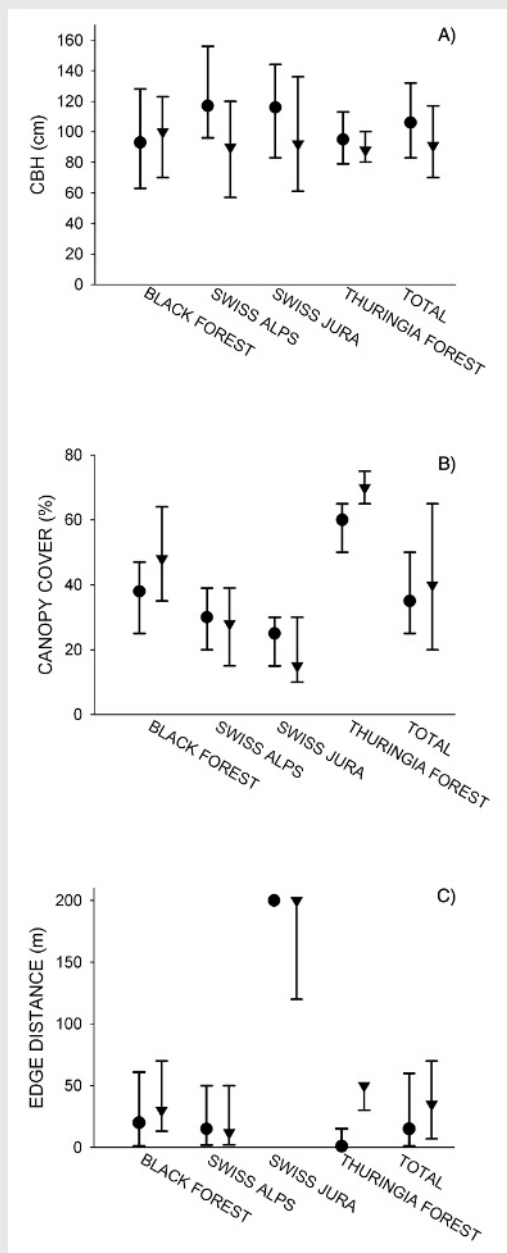 A)
160
140
120
100
80
60
40
20
0
CBH (cm)
BLACK FOREST
SWISS ALPS
SWISS JURA
THURINGIA FOREST
TOTAL
B)
80
60
40
20
0
CANOPY COVER (%)
BLACK FOREST
SWISS ALPS
SWISS JURA
THURINGIA FOREST
TOTAL
C)
200
150
100
50
0
EDGE DISTANCE (m)
BLACK FOREST
SWISS ALPS
SWISS JURA
THURINGIA FOREST
TOTAL